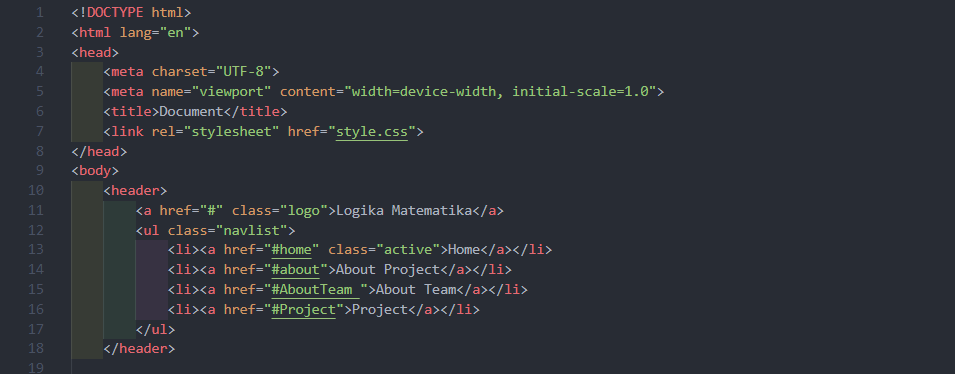 1 <!DOCTYPE html>
2 <html lang="en">
3 <head>
4     <meta charset="UTF-8">
5     <meta name="viewport" content="width=device-width, initial-scale=1.0">
6     <title>Document</title>
7     <link rel="stylesheet" href="style.css">
8 </head>
9 <body>
10     <header>
11         <a href="#" class="logo">Logika Matematika</a>
12         <ul class="navlist">
13             <li><a href="#home" class="active">Home</a></li>
14             <li><a href="#about">About Project</a></li>
15             <li><a href="#AboutTeam ">About Team</a></li>
16             <li><a href="#Project">Project</a></li>
17         </ul>
18     </header>
19